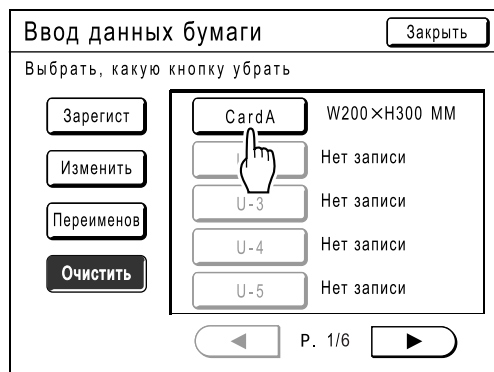 Ввод данных бумаги
Закрыть
Выбрать, какую кнопку убрать
Зарегист
CardA
W200×H300 MM
Изменить
Нет записи
Переименов
U-3
Нет записи
U-4
Нет записи
Очистить
U-5
Нет записи
P. 1/6